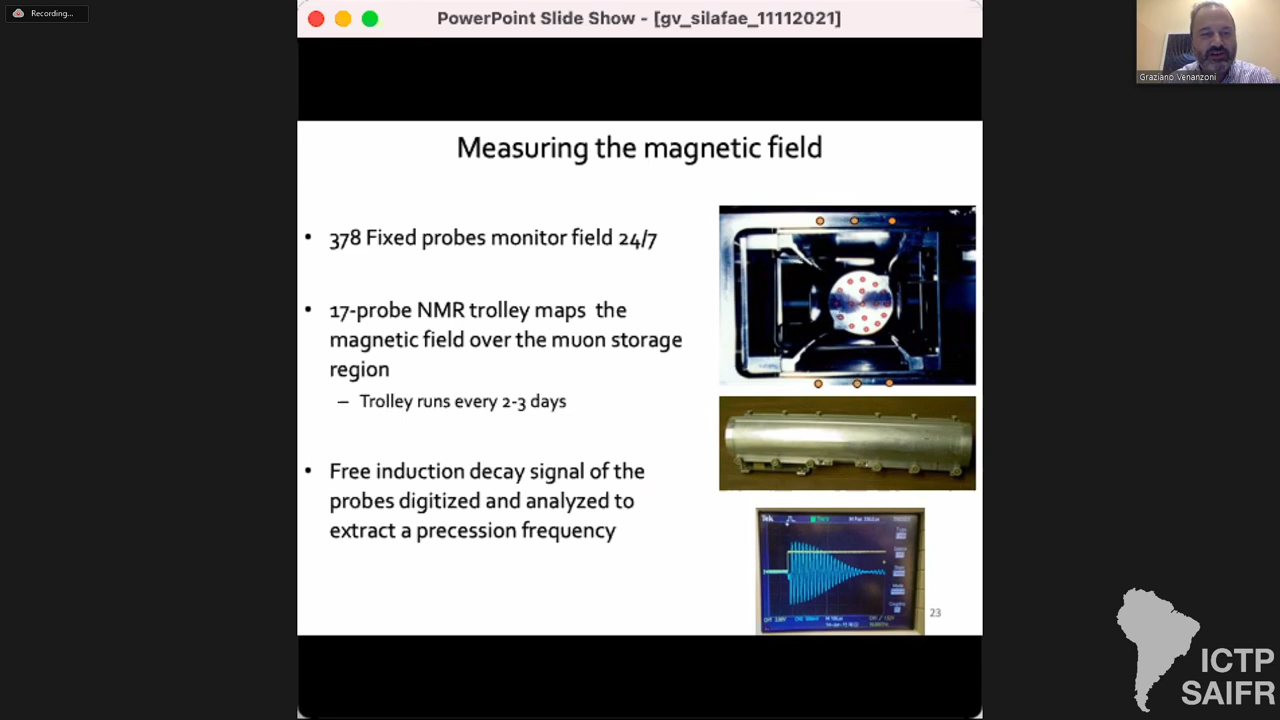 Recording...
PowerPoint Slide Show - [gv_silafae_11112021]
Graziano Venanzoni
Measuring the magnetic field
• 378 Fixed probes monitor field 24/7
• 17-probe NMR trolley maps the
magnetic field over the muon storage
region
– Trolley runs every 2-3 days
• Free induction decay signal of the
probes digitized and analyzed to
extract a precession frequency
Tek
23
ICTP
SAIFR